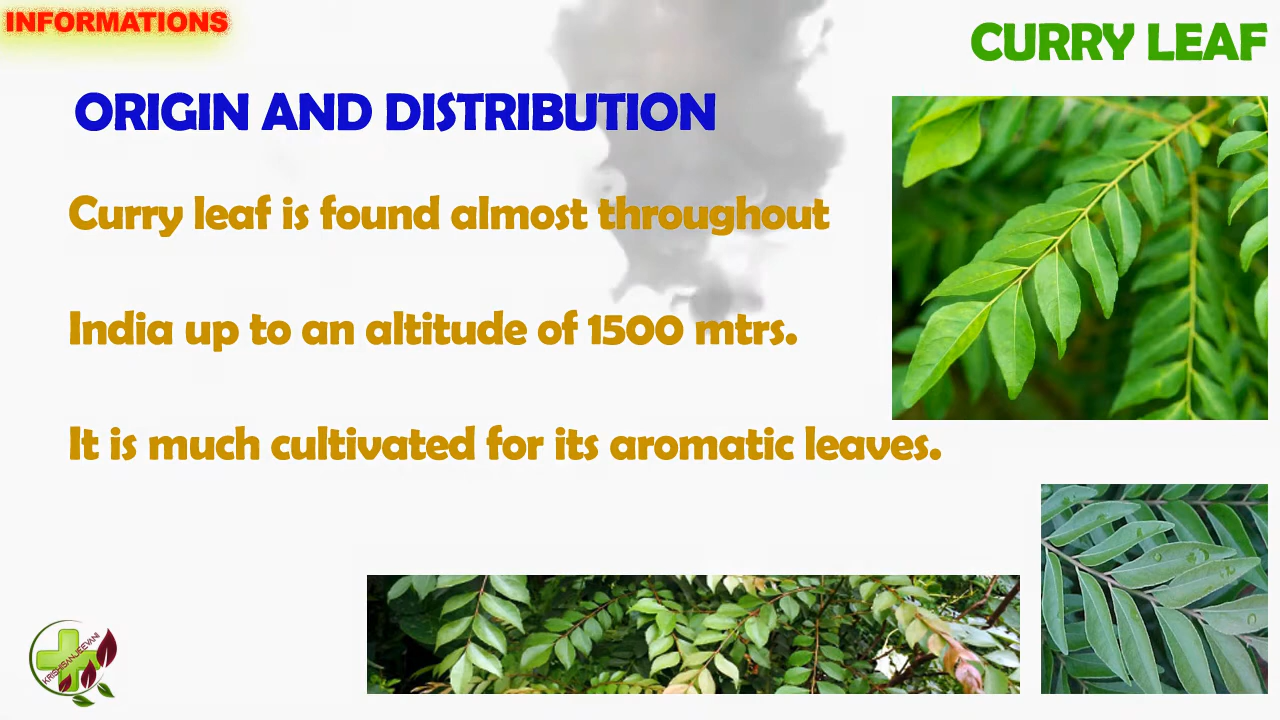 INFORMATIONS
CURRY LEAF
ORIGIN AND DISTRIBUTION
Curry leaf is found almost throughout
India up to an altitude of 1500 mtrs.
It is much cultivated for its aromatic leaves.
KRISHISANJEEVANI